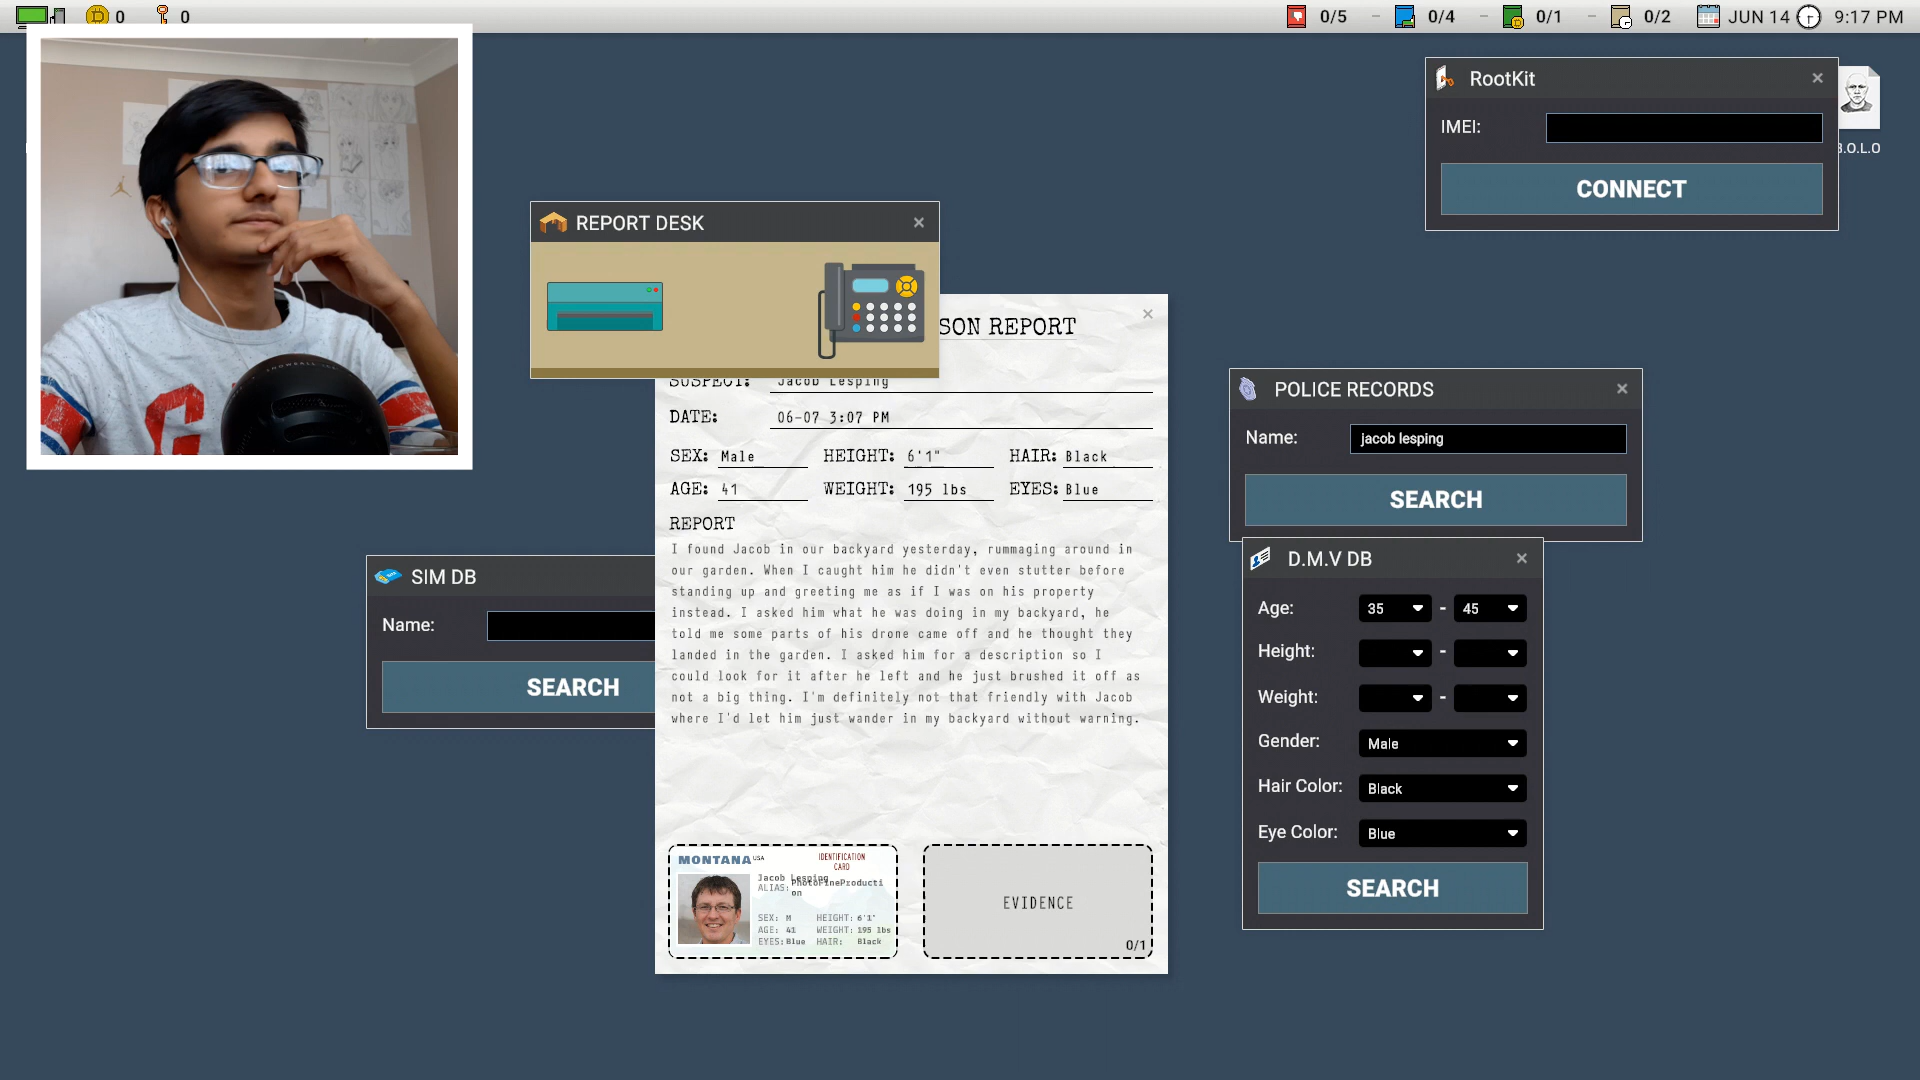 0
0
0/5
0/4
0/1
0/2
JUN 14
9:17 PM
RootKit
IMEI:
CONNECT
REPORT DESK
SON REPORT
SUSPECT: Jacob Lesping
DATE: 06-07 3:07 PM
SEX: Male HEIGHT: 6'1" HAIR: Black
AGE: 41 WEIGHT: 195 lbs EYES: Blue
REPORT
I found Jacob in our backyard yesterday, rummaging around in
our garden. When I caught him he didn't even stutter before
standing up and greeting me as if I was on his property
instead. I asked him what he was doing in my backyard, he
told me some parts of his drone came off and he thought they
landed in the garden. I asked him for a description so I
could look for it after he left and he just brushed it off as
not a big thing. I'm definitely not that friendly with Jacob
where I'd let him just wander in my backyard without warning.
MONTANA USA
IDENTIFICATION
CARD
Jacob Lesping
ALIAS: PhotoFineProducti
on
SEX: M HEIGHT: 6'1"
AGE: 41 WEIGHT: 195 lbs
EYES: Blue HAIR: Black
EVIDENCE
0/1
SIM DB
Name:
SEARCH
POLICE RECORDS
Name: jacob lesping
SEARCH
D.M.V DB
Age: 35 - 45
Height: -
Weight: -
Gender: Male
Hair Color: Black
Eye Color: Blue
SEARCH
B.O.L.O